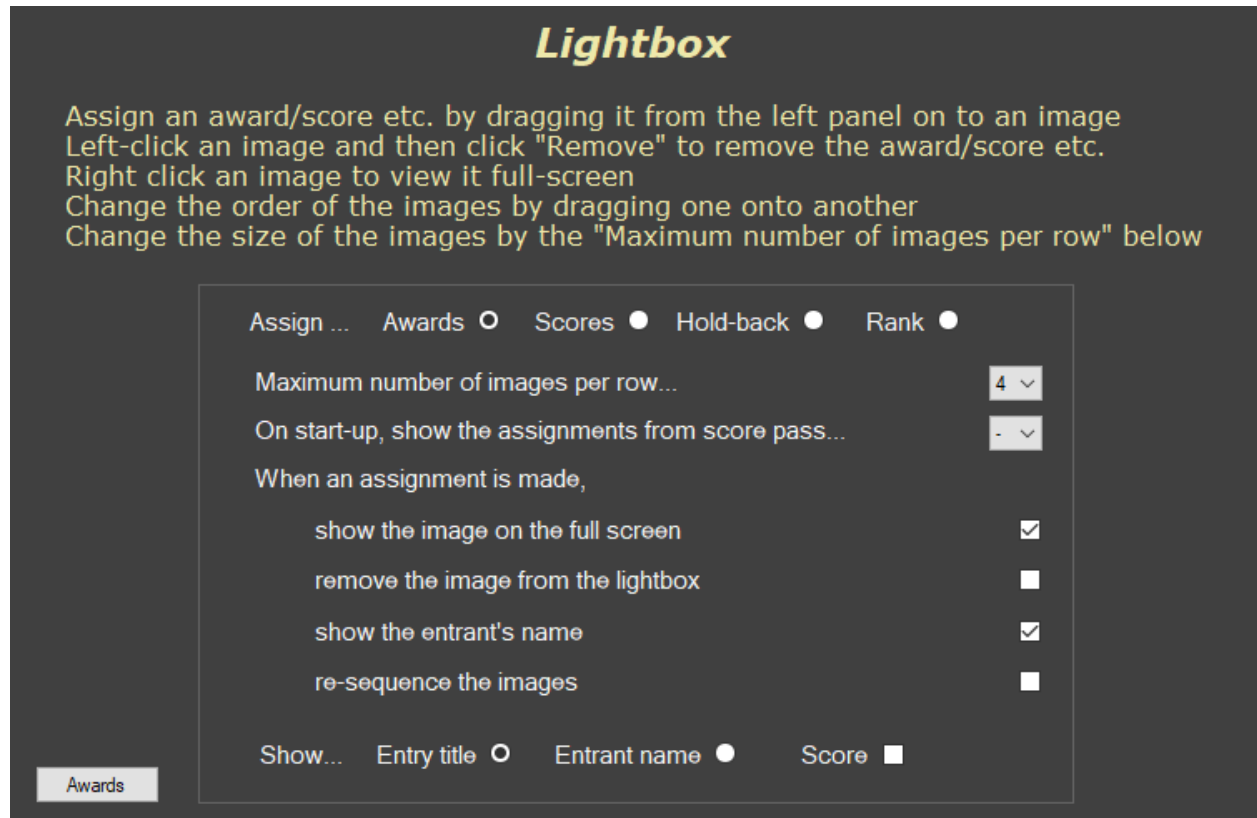 Lightbox
Assign an award/score etc. by dragging it from the left panel on to an image
Left-click an image and then click "Remove" to remove the award/score etc.
Right click an image to view it full-screen
Change the order of the images by dragging one onto another
Change the size of the images by the "Maximum number of images per row" below
Assign ... Awards Scores Hold-back Rank
Maximum number of images per row... 4
On start-up, show the assignments from score pass... -
When an assignment is made,
show the image on the full screen
remove the image from the lightbox
show the entrant's name
re-sequence the images
Show... Entry title Entrant name Score
Awards